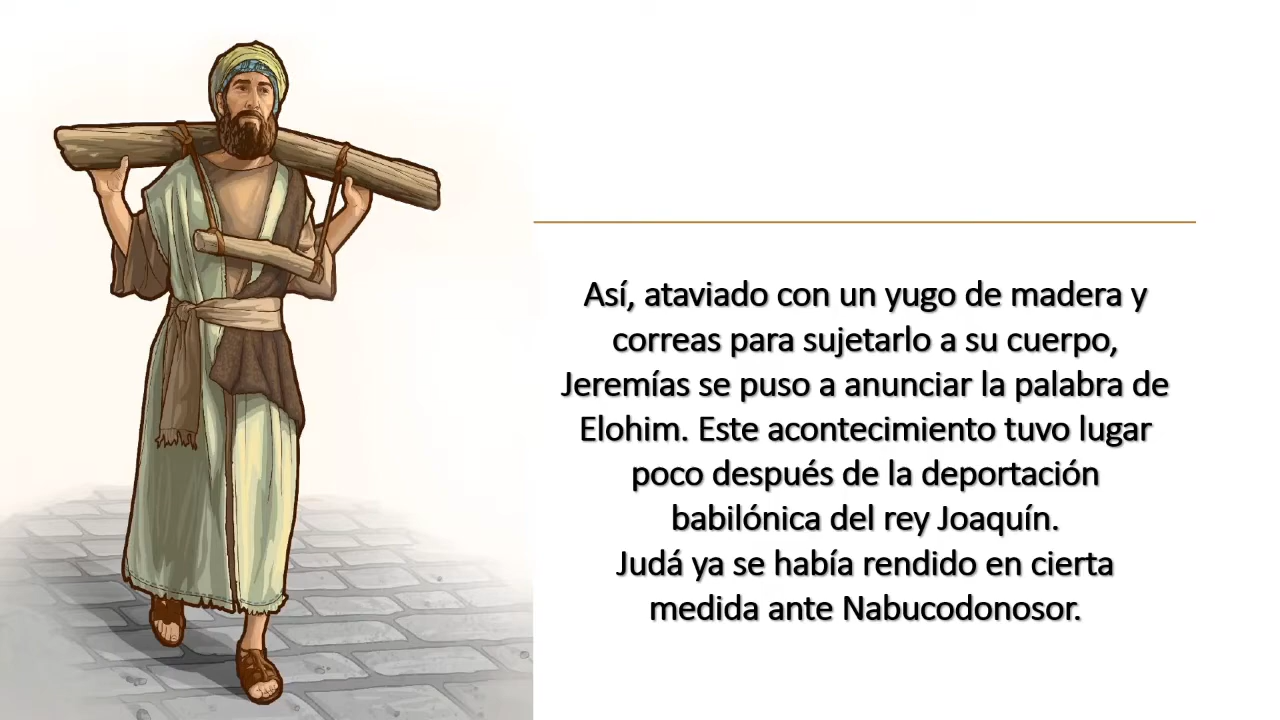 Así, ataviado con un yugo de madera y
correas para sujetarlo a su cuerpo,
Jeremías se puso a anunciar la palabra de
Elohim. Este acontecimiento tuvo lugar
poco después de la deportación
babilónica del rey Joaquín.
Judá ya se había rendido en cierta
medida ante Nabucodonosor.